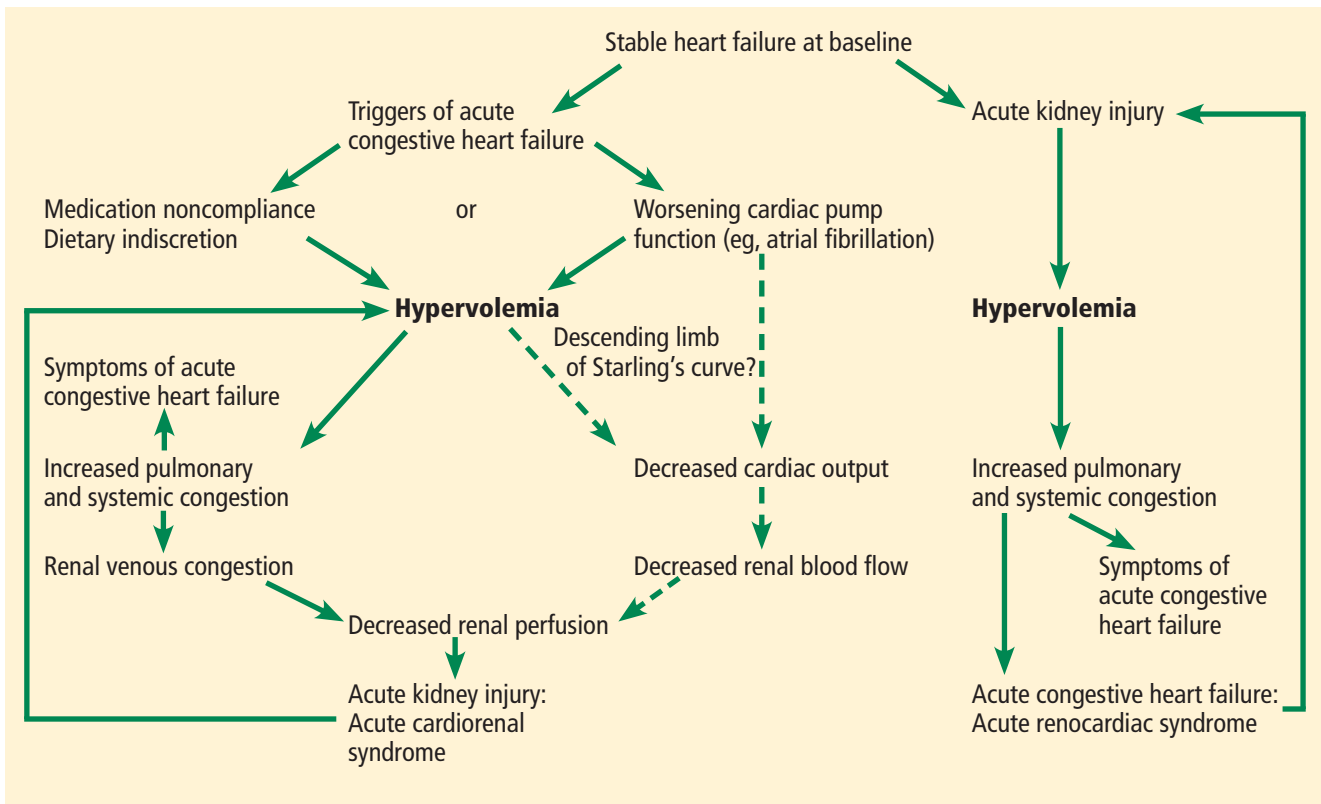 Stable heart failure at baseline
Triggers of acute
congestive heart failure
Acute kidney injury
Medication noncompliance
Dietary indiscretion
or
Worsening cardiac pump
function (eg, atrial fibrillation)
Hypervolemia
Hypervolemia
Descending limb
of Starling's curve?
Symptoms of acute
congestive heart failure
Increased pulmonary
and systemic congestion
Decreased cardiac output
Increased pulmonary
and systemic congestion
Renal venous congestion
Decreased renal blood flow
Symptoms of
acute congestive
heart failure
Decreased renal perfusion
Acute kidney injury:
Acute cardiorenal
syndrome
Acute congestive heart failure:
Acute renocardiac syndrome